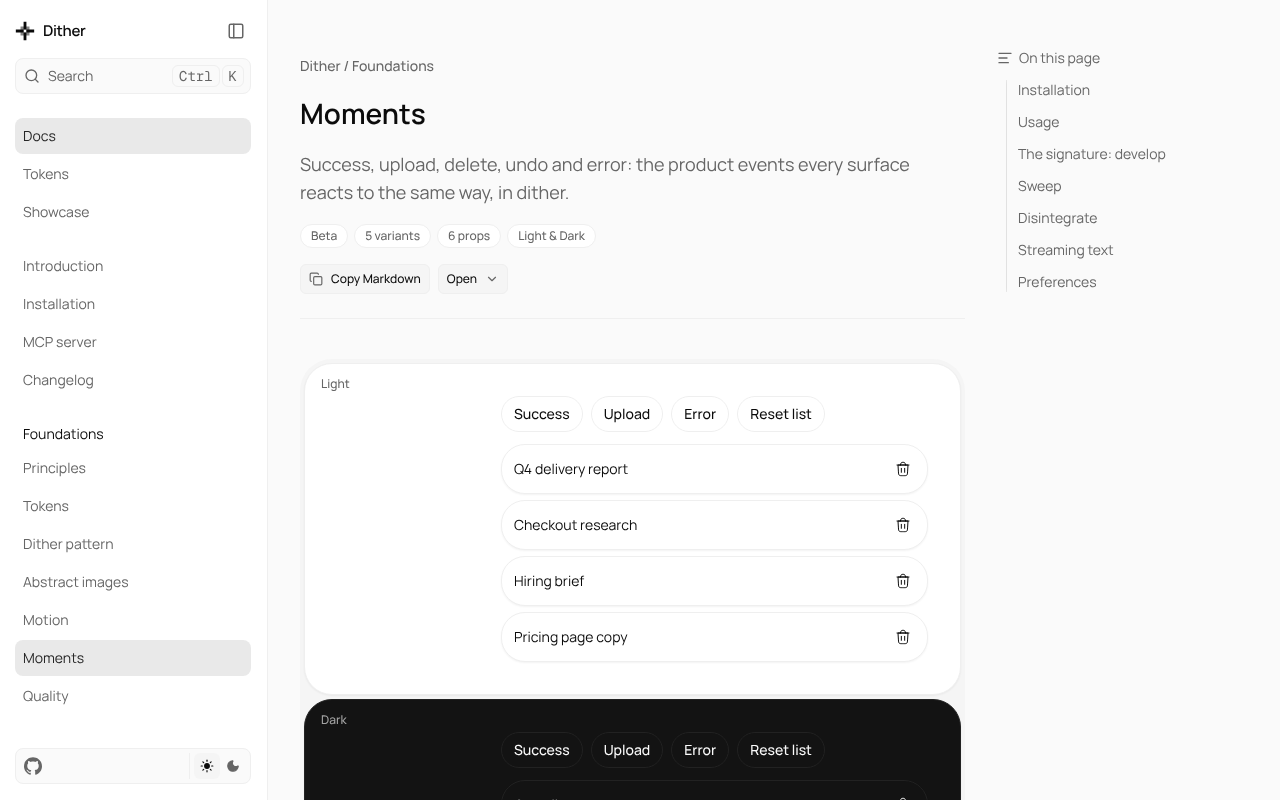 Dither
Search
Ctrl K
Docs
Tokens
Showcase
Introduction
Installation
MCP server
Changelog
Foundations
Principles
Tokens
Dither pattern
Abstract images
Motion
Moments
Quality
Dither / Foundations
Moments
Success, upload, delete, undo and error: the product events every surface
reacts to the same way, in dither.
Beta
5 variants
6 props
Light & Dark
Copy Markdown
Open
Light
Success
Upload
Error
Reset list
Q4 delivery report
Checkout research
Hiring brief
Pricing page copy
Dark
Success
Upload
Error
Reset list
On this page
Installation
Usage
The signature: develop
Sweep
Disintegrate
Streaming text
Preferences